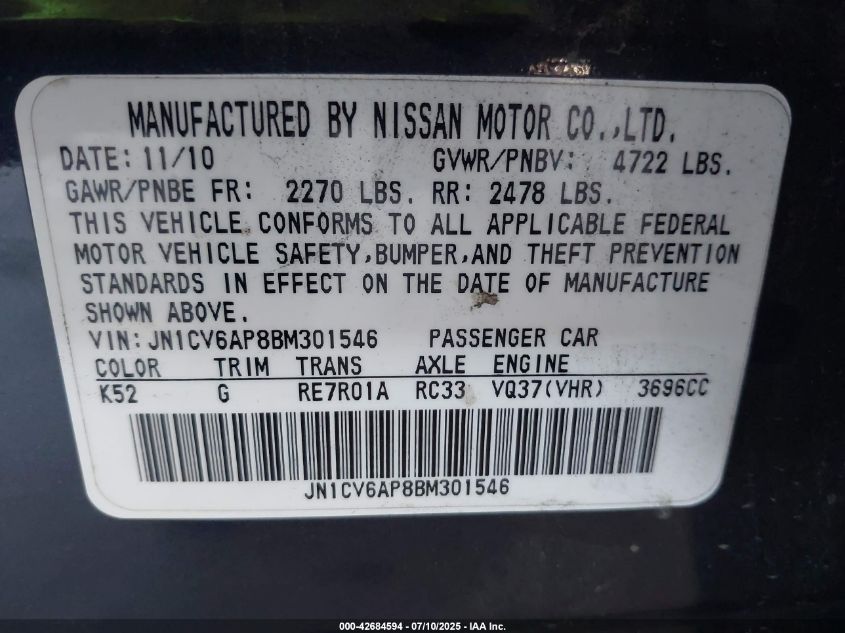 MANUFACTURED BY NISSAN MOTOR CO.,LTD.
DATE: 11/10 GVWR/PNBV: 4722 LBS.
GAWR/PNBE FR: 2270 LBS. RR: 2478 LBS.
THIS VEHICLE CONFORMS TO ALL APPLICABLE FEDERAL
MOTOR VEHICLE SAFETY,BUMPER,AND THEFT PREVENTION
STANDARDS IN EFFECT ON THE DATE OF MANUFACTURE
SHOWN ABOVE.
VIN:JN1CV6AP8BM301546 PASSENGER CAR
COLOR TRIM TRANS AXLE ENGINE
K52 G RE7R01A RC33 VQ37(VHR) 3696CC
JN1CV6AP8BM301546
000-42684594 - 07/10/2025 - IAA Inc.